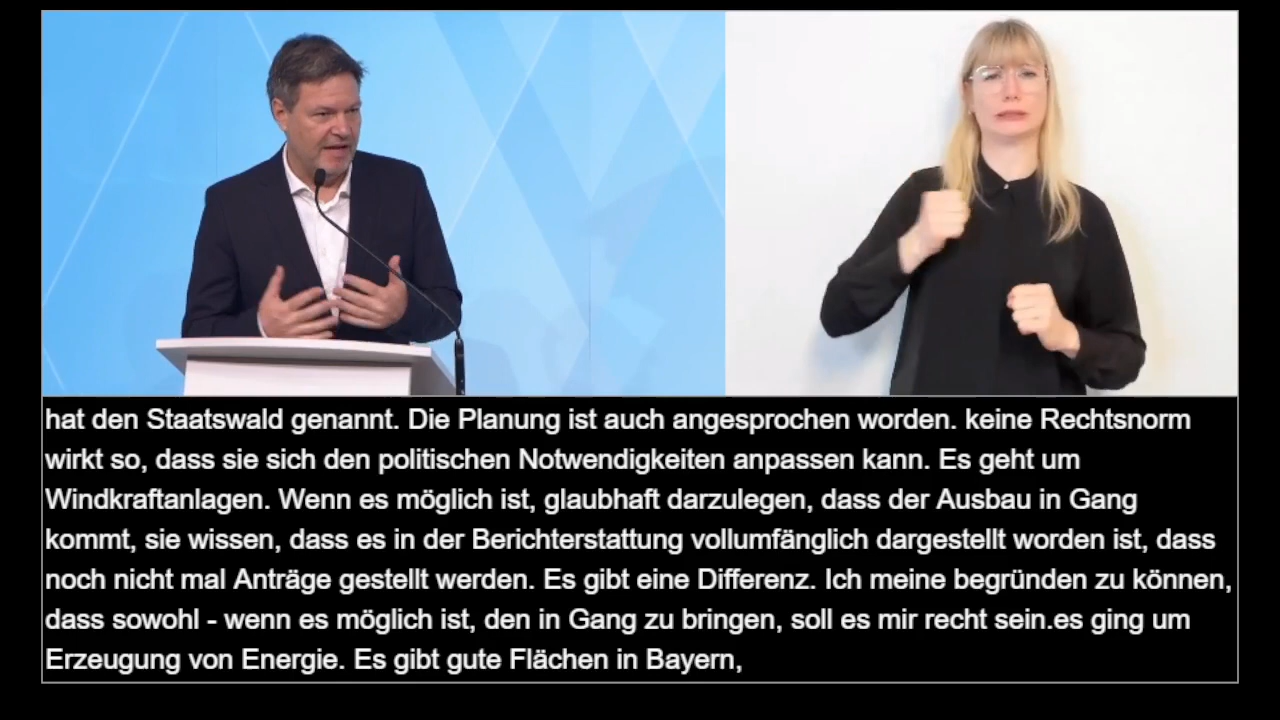 hat den Staatswald genannt. Die Planung ist auch angesprochen worden. keine Rechtsnorm
wirkt so, dass sie sich den politischen Notwendigkeiten anpassen kann. Es geht um
Windkraftanlagen. Wenn es möglich ist, glaubhaft darzulegen, dass der Ausbau in Gang
kommt, sie wissen, dass es in der Berichterstattung vollumfänglich dargestellt worden ist, dass
noch nicht mal Anträge gestellt werden. Es gibt eine Differenz. Ich meine begründen zu können,
dass sowohl - wenn es möglich ist, den in Gang zu bringen, soll es mir recht sein.es ging um
Erzeugung von Energie. Es gibt gute Flächen in Bayern,